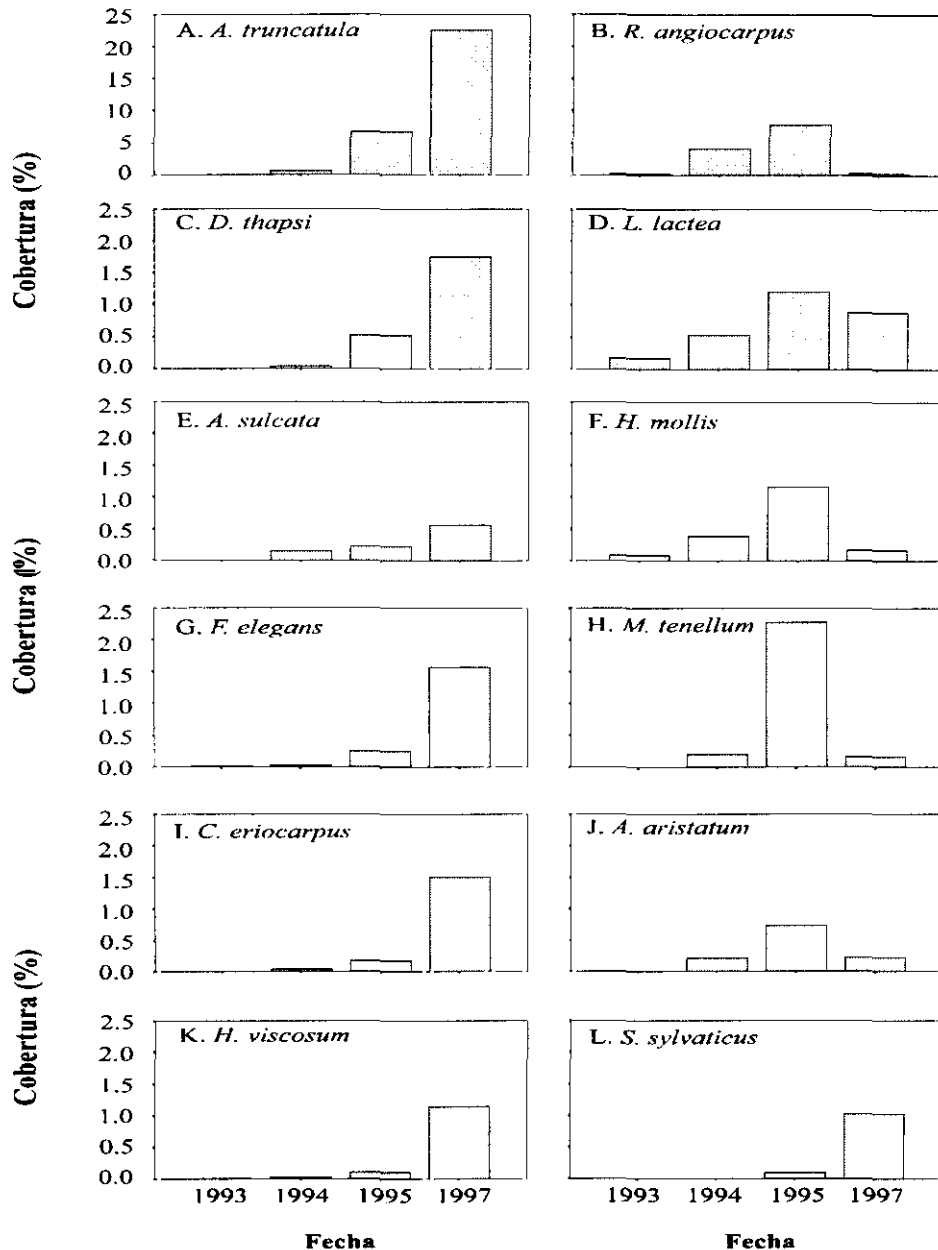 A. A. truncatula
B. R. angiocarpus
25
20
15
10
5
0
Cobertura (%)
C. D. thapsi
D. L. lactea
2.5
2.0
1.5
1.0
0.5
0.0
E. A. sulcata
F. H. mollis
2.5
2.0
1.5
1.0
0.5
0.0
Cobertura (%)
G. F. elegans
H. M. tenellum
2.5
2.0
1.5
1.0
0.5
0.0
I. C. eriocarpus
J. A. aristatum
2.5
2.0
1.5
1.0
0.5
0.0
Cobertura (%)
K. H. viscosum
L. S. sylvaticus
2.5
2.0
1.5
1.0
0.5
0.0
1993 1994 1995 1997
1993 1994 1995 1997
Fecha
Fecha